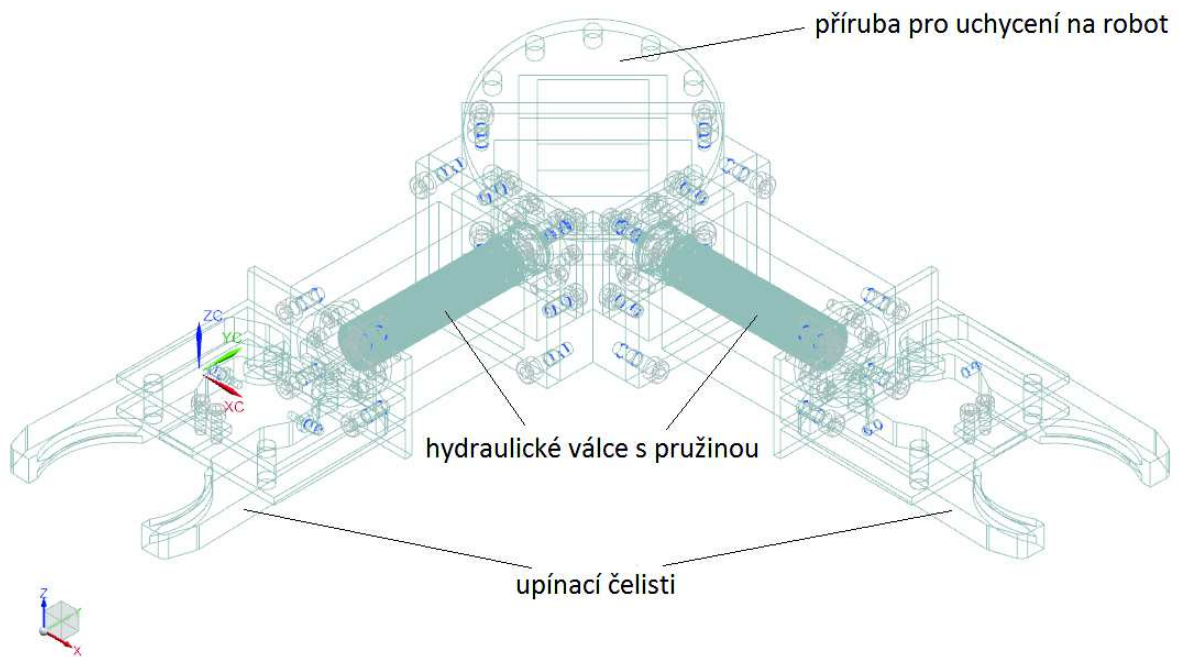 příruba pro uchycení na robot
ZC
YC
XC
hydraulické válce s pružinou
upínací čelisti
Z
Y
X